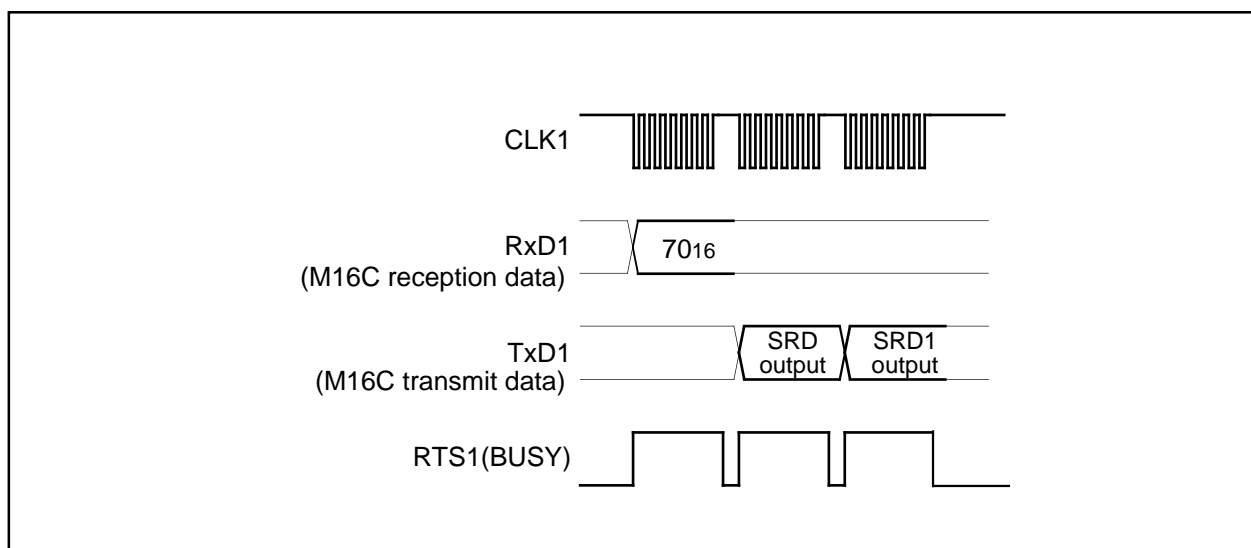 CLK1
RxD1
(M16C reception data)
7016
TxD1
(M16C transmit data)
SRD
output
SRD1
output
RTS1(BUSY)